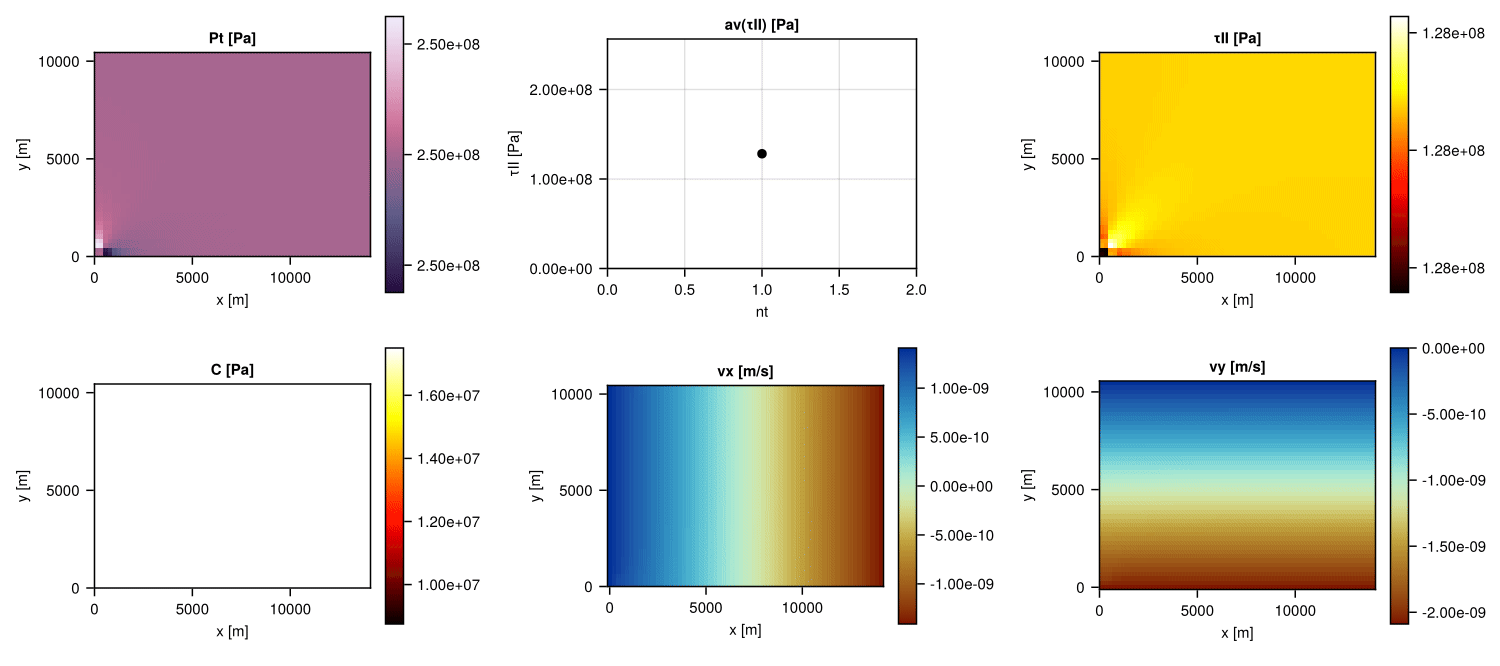 Pt [Pa]
10000
5000
0
0
5000
10000
y [m]
x [m]
2.50e+08
2.50e+08
2.50e+08
av(τII) [Pa]
2.00e+08
1.00e+08
0.00e+00
0.0
0.5
1.0
1.5
2.0
τII [Pa]
nt
τII [Pa]
10000
5000
0
0
5000
10000
y [m]
x [m]
1.28e+08
1.28e+08
1.28e+08
C [Pa]
10000
5000
0
0
5000
10000
y [m]
x [m]
1.60e+07
1.40e+07
1.20e+07
1.00e+07
vx [m/s]
10000
5000
0
0
5000
10000
y [m]
x [m]
1.00e-09
5.00e-10
0.00e+00
-5.00e-10
-1.00e-09
vy [m/s]
10000
5000
0
0
5000
10000
y [m]
x [m]
0.00e+00
-5.00e-10
-1.00e-09
-1.50e-09
-2.00e-09